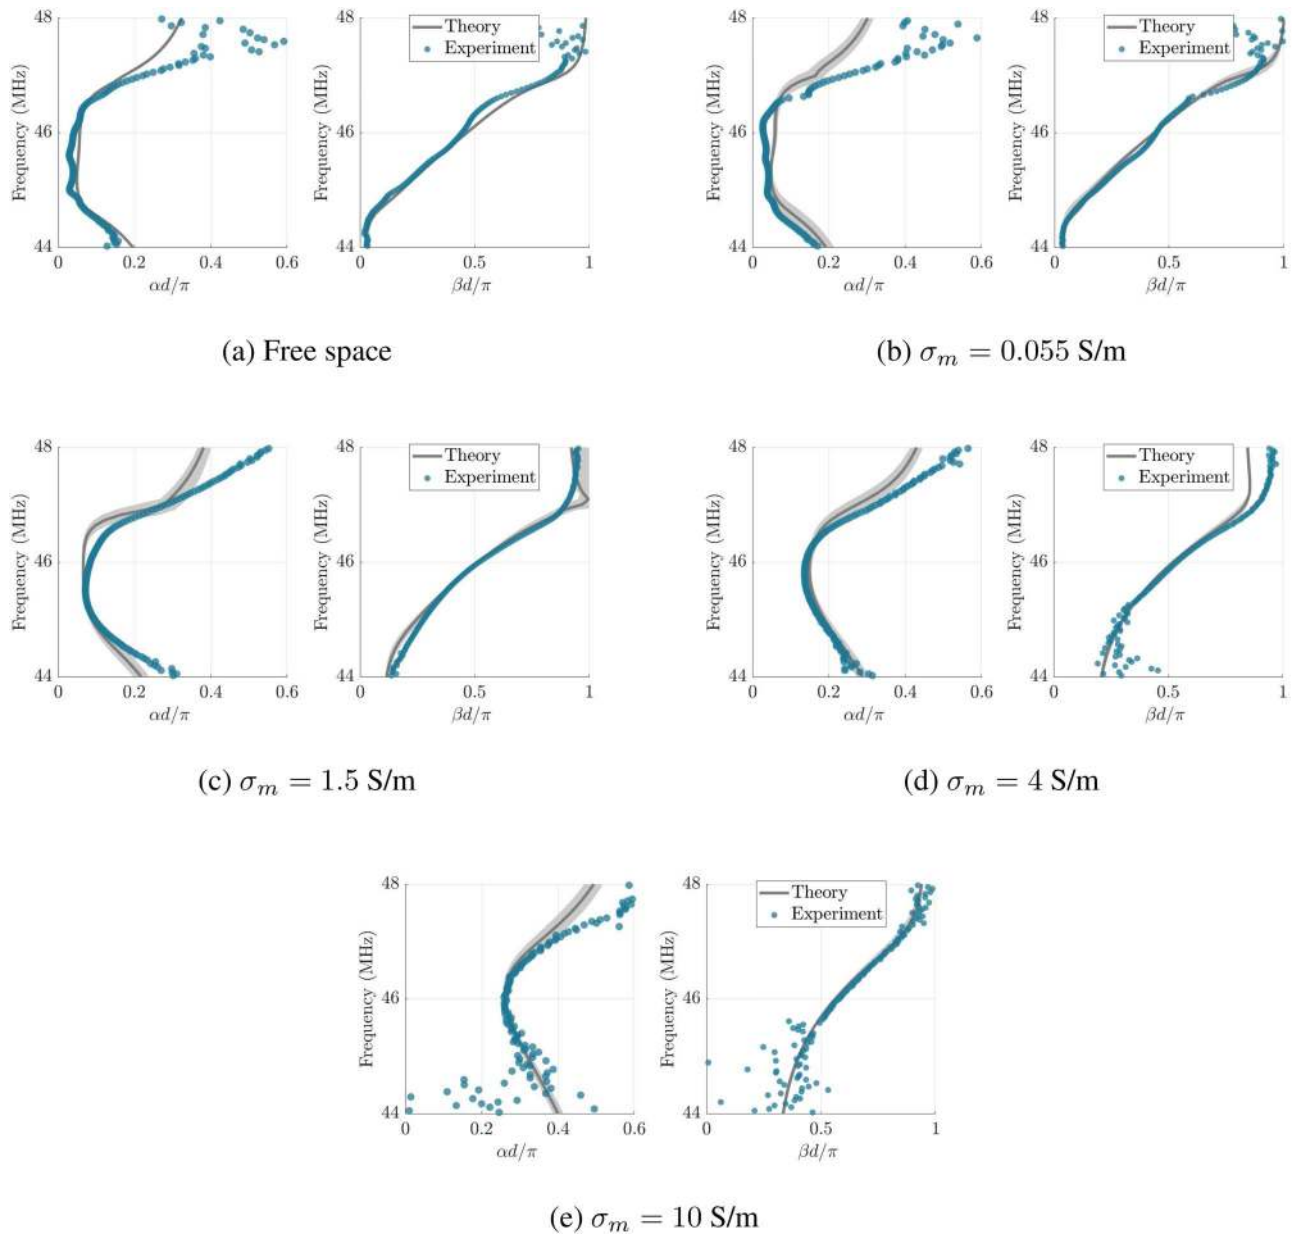 48
46
44
Frequency (MHz)
0 0.2 0.4 0.6
αd/π
48
46
44
Frequency (MHz)
Theory
Experiment
0 0.5 1
βd/π
(a) Free space
48
46
44
Frequency (MHz)
0 0.2 0.4 0.6
αd/π
48
46
44
Frequency (MHz)
Theory
Experiment
0 0.5 1
βd/π
(b) σm = 0.055 S/m
48
46
44
Frequency (MHz)
0 0.2 0.4 0.6
αd/π
48
46
44
Frequency (MHz)
Theory
Experiment
0 0.5 1
βd/π
(c) σm = 1.5 S/m
48
46
44
Frequency (MHz)
0 0.2 0.4 0.6
αd/π
48
46
44
Frequency (MHz)
Theory
Experiment
0 0.5 1
βd/π
(d) σm = 4 S/m
48
46
44
Frequency (MHz)
0 0.2 0.4 0.6
αd/π
48
46
44
Frequency (MHz)
Theory
Experiment
0 0.5 1
βd/π
(e) σm = 10 S/m